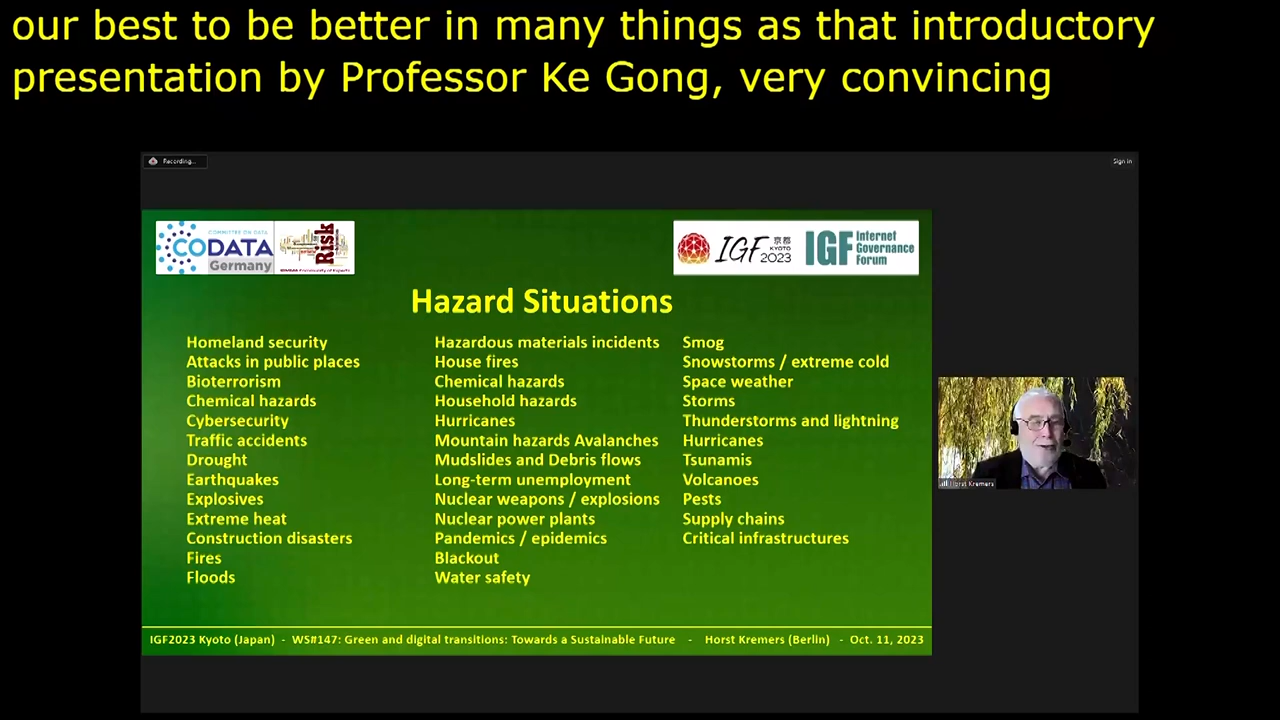 our best to be better in many things as that introductory
presentation by Professor Ke Gong, very convincing
Recording...
Sign in
COMMITTEE ON DATA
CODATA
Germany
Risk
IGF
京都
KYOTO
2023
IGF
Internet
Governance
Forum
Hazard Situations
Homeland security
Attacks in public places
Bioterrorism
Chemical hazards
Cybersecurity
Traffic accidents
Drought
Earthquakes
Explosives
Extreme heat
Construction disasters
Fires
Floods
Hazardous materials incidents
House fires
Chemical hazards
Household hazards
Hurricanes
Mountain hazards Avalanches
Mudslides and Debris flows
Long-term unemployment
Nuclear weapons / explosions
Nuclear power plants
Pandemics / epidemics
Blackout
Water safety
Smog
Snowstorms / extreme cold
Space weather
Storms
Thunderstorms and lightning
Hurricanes
Tsunamis
Volcanoes
Pests
Supply chains
Critical infrastructures
Horst Kremers
IGF2023 Kyoto (Japan) - WS#147: Green and digital transitions: Towards a Sustainable Future - Horst Kremers (Berlin) - Oct. 11, 2023